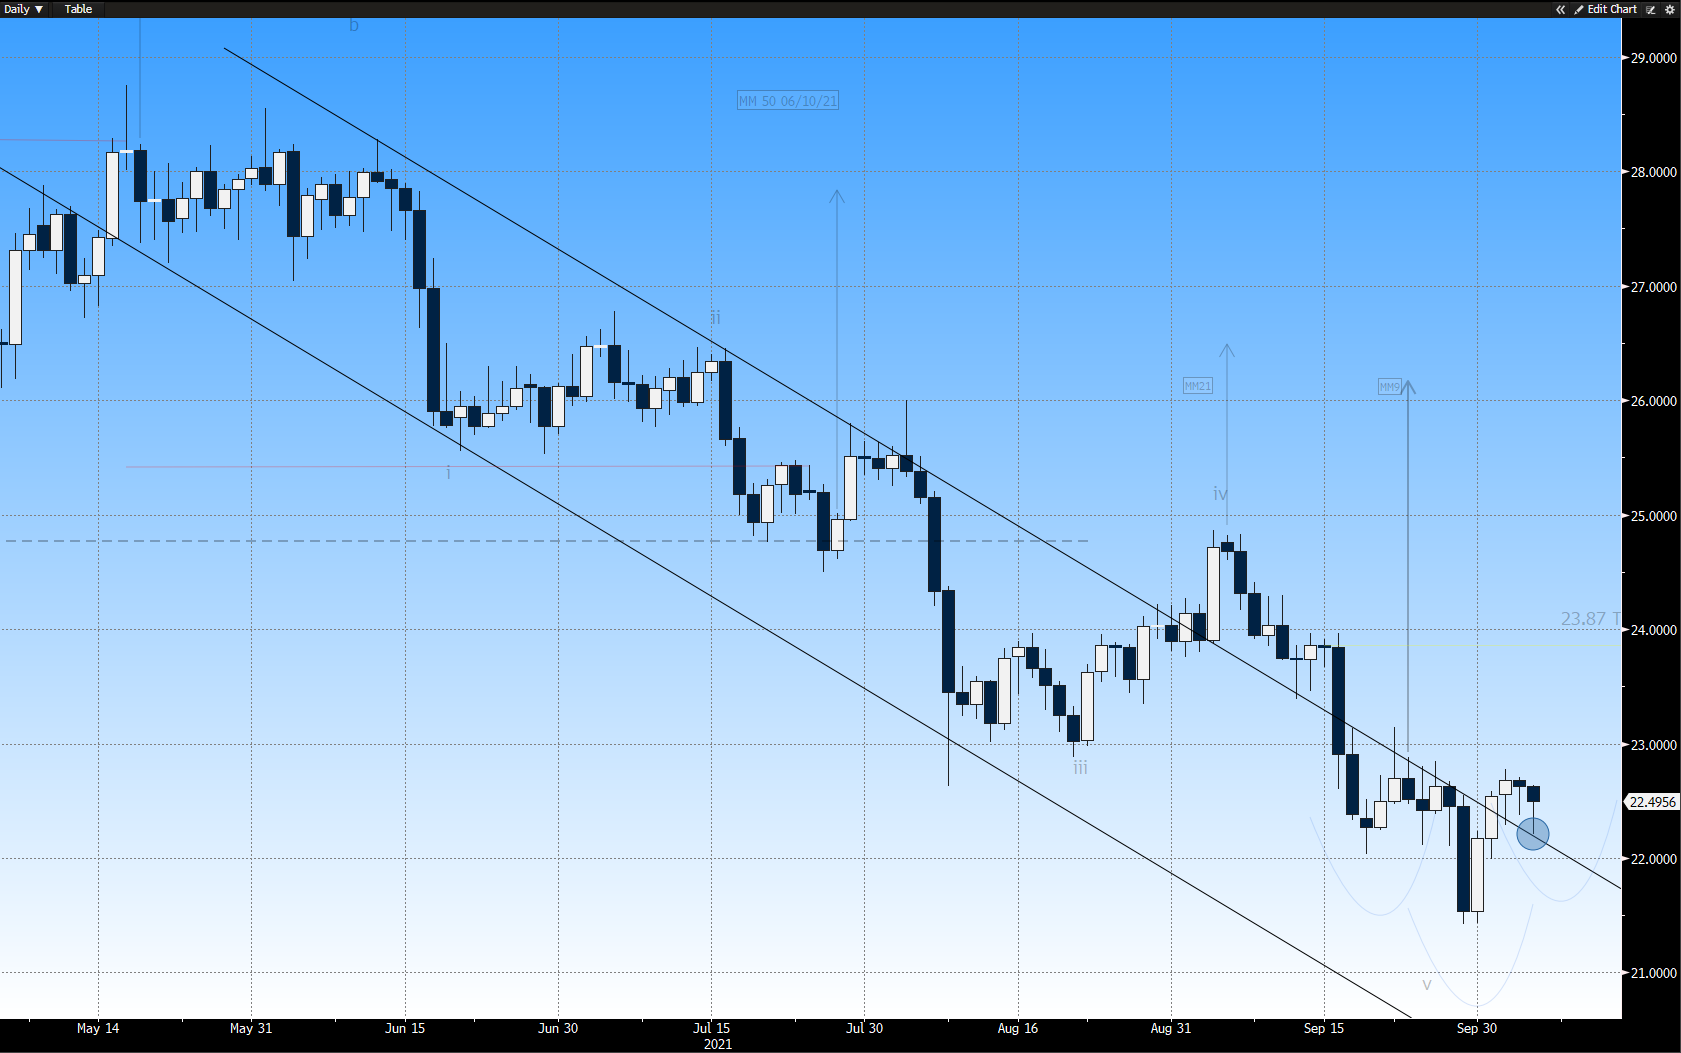 Daily ▼ Table « Edit Chart
b
29.0000
MM 50 06/10/21
28.0000
27.0000
ii
26.0000
MM21
MM9
i
iv
25.0000
23.87 T
24.0000
iii
23.0000
22.4956
22.0000
v
21.0000
May 14 May 31 Jun 15 Jun 30 Jul 15 Jul 30 Aug 16 Aug 31 Sep 15 Sep 30
2021